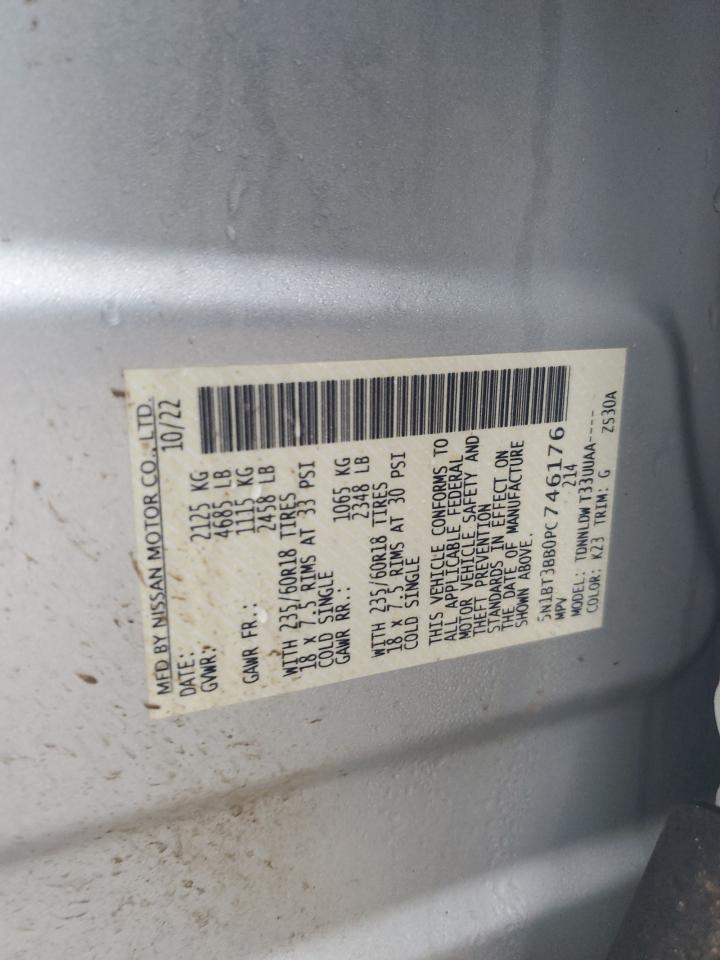 MFD BY NISSAN MOTOR CO., LTD.
DATE: 10/22
GVWR: 2125 KG
4685 LB
GAWR FR.: 1115 KG
2458 LB
WITH 235/60R18 TIRES
18 x 7.5 RIMS AT 33 PSI
COLD SINGLE
GAWR RR.: 1065 KG
2348 LB
WITH 235/60R18 TIRES
18 x 7.5 RIMS AT 30 PSI
COLD SINGLE
THIS VEHICLE CONFORMS TO
ALL APPLICABLE FEDERAL
MOTOR VEHICLE SAFETY AND
THEFT PREVENTION
STANDARDS IN EFFECT ON
THE DATE OF MANUFACTURE
SHOWN ABOVE.
5N1BT3BB0PC746176
MPV 214
MODEL: TDNNLDWT33UUAA----
COLOR: K23 TRIM: G ZS30A